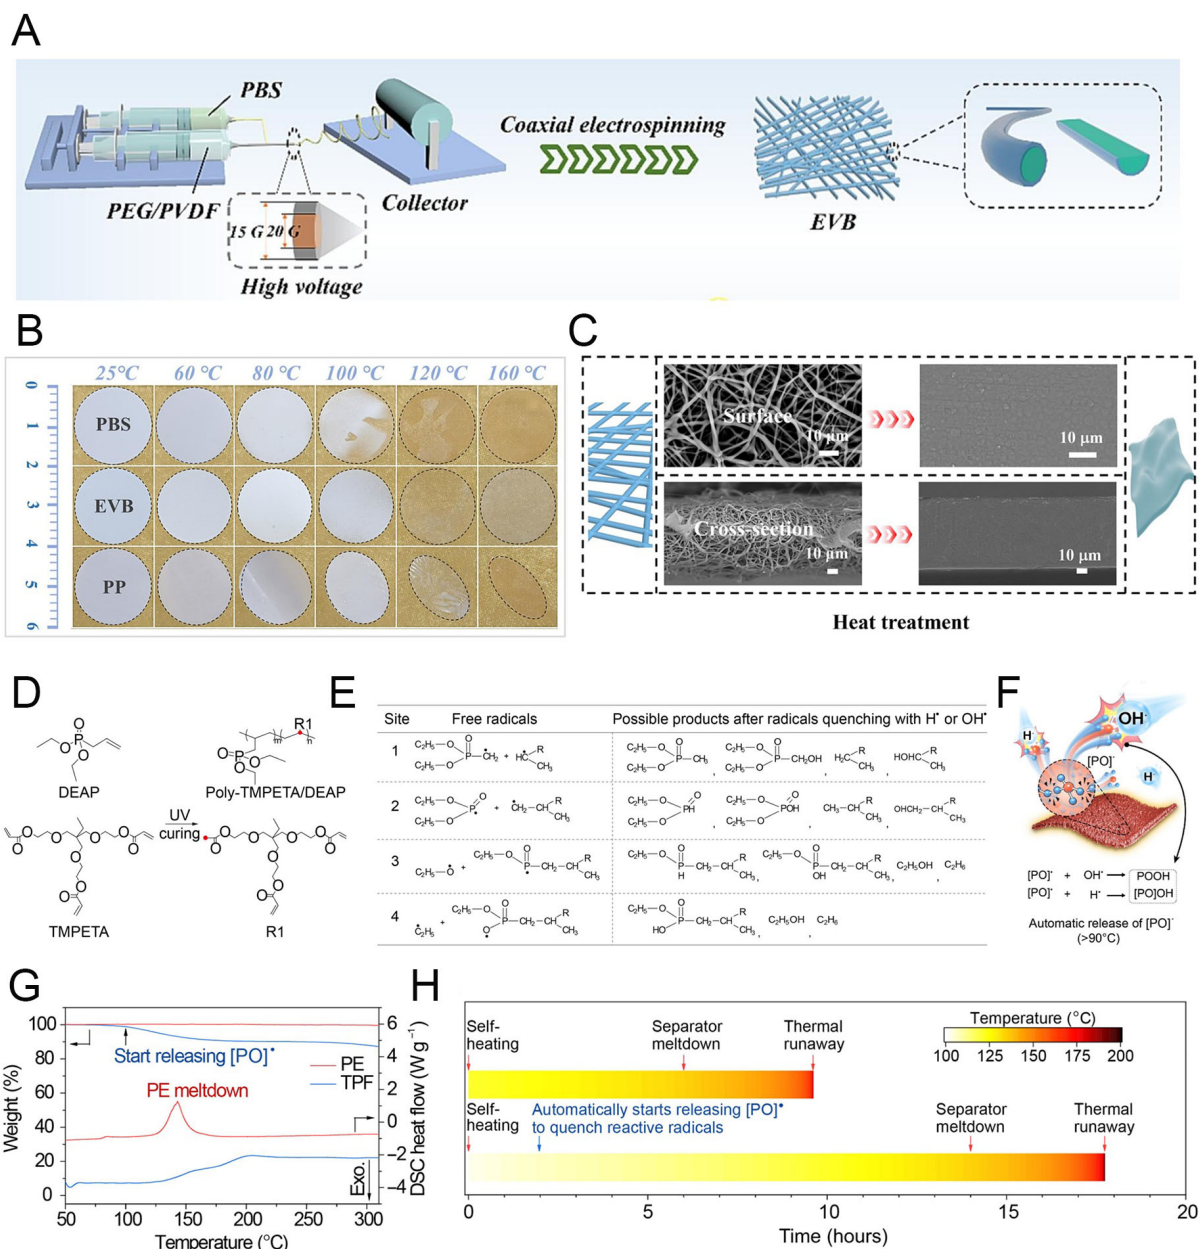 A
PBS
PEG/PVDF
15 G 20 G
High voltage
Collector
Coaxial electrospinning
EVB
B
25°C 60 °C 80 °C 100 °C 120 °C 160 °C
0
1
2
3
4
5
6
PBS
EVB
PP
C
Surface
10 μm
10 μm
Cross-section
10 μm
10 μm
Heat treatment
D
DEAP
TMPETA
UV
curing
R1
Poly-TMPETA/DEAP
R1
E
Site Free radicals Possible products after radicals quenching with H• or OH•
1
2
3
4
F
H·
OH·
[PO]·
H
[PO]• + OH• → POOH
[PO]• + H• → [PO]OH
Automatic release of [PO]·
(>90°C)
G
Weight (%)
100
80
60
40
20
0
Start releasing [PO]•
PE meltdown
PE
TPF
Exo.
6
4
2
1
0
−1
−2
−4
DSC heat flow (W g⁻¹)
50 100 150 200 250 300
Temperature (°C)
H
Self-
heating
Separator
meltdown
Thermal
runaway
Temperature (°C)
100 125 150 175 200
Self-
heating
Automatically starts releasing [PO]•
to quench reactive radicals
Separator
meltdown
Thermal
runaway
0 5 10 15 20
Time (hours)